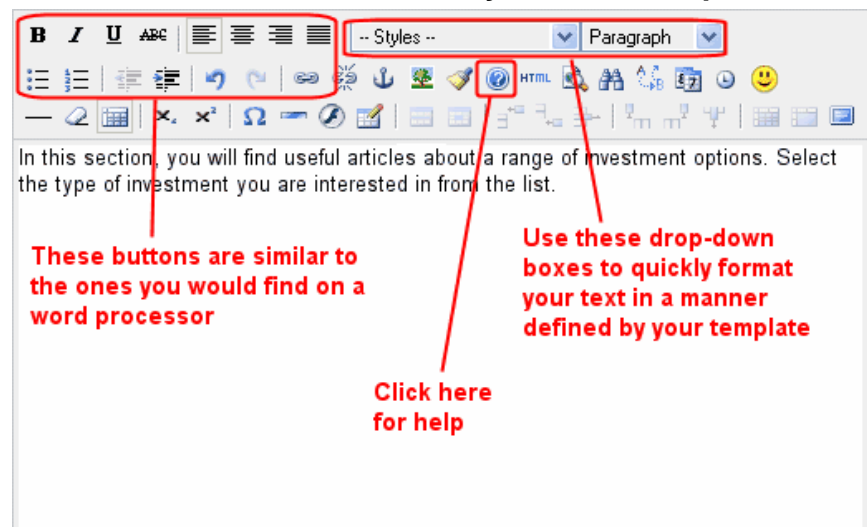 B I U ABC -- Styles -- Paragraph
HTML
In this section, you will find useful articles about a range of investment options. Select
the type of investment you are interested in from the list.
These buttons are similar to
the ones you would find on a
word processor
Use these drop-down
boxes to quickly format
your text in a manner
defined by your template
Click here
for help